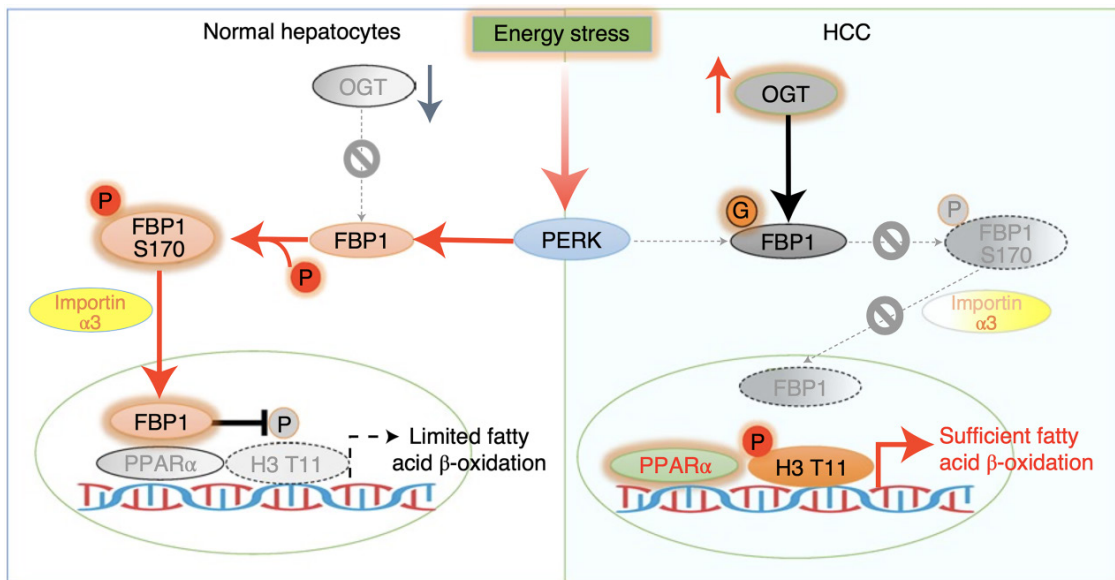 Normal hepatocytes
Energy stress
HCC
OGT
OGT
P
FBP1
S170
FBP1
P
PERK
G
FBP1
P
FBP1
S170
Importin
α3
Importin
α3
FBP1
P
PPARα
H3 T11
Limited fatty
acid β-oxidation
FBP1
P
PPARα
H3 T11
Sufficient fatty
acid β-oxidation